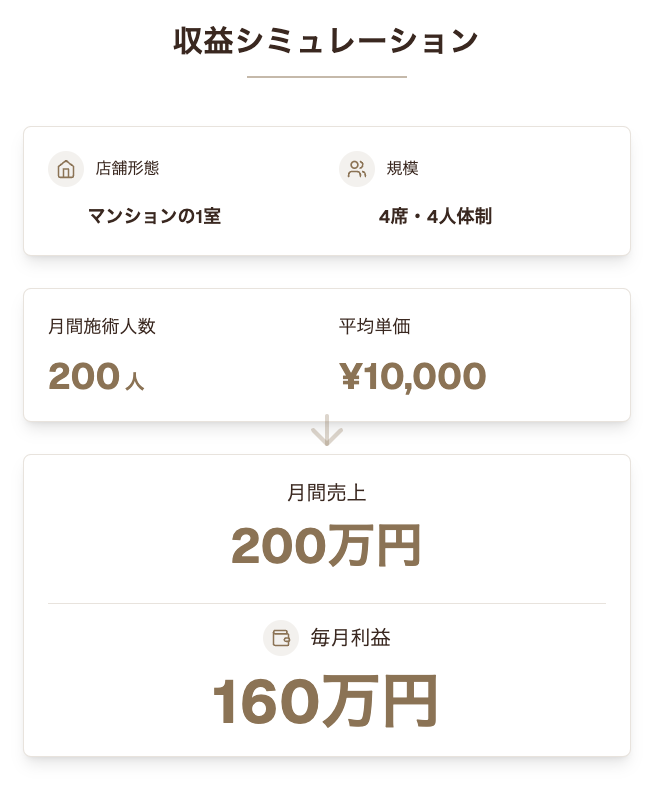 収益シミュレーション
店舗形態
規模
マンションの1室
4席・4人体制
月間施術人数
平均単価
200 人
¥10,000
月間売上
200万円
毎月利益
160万円